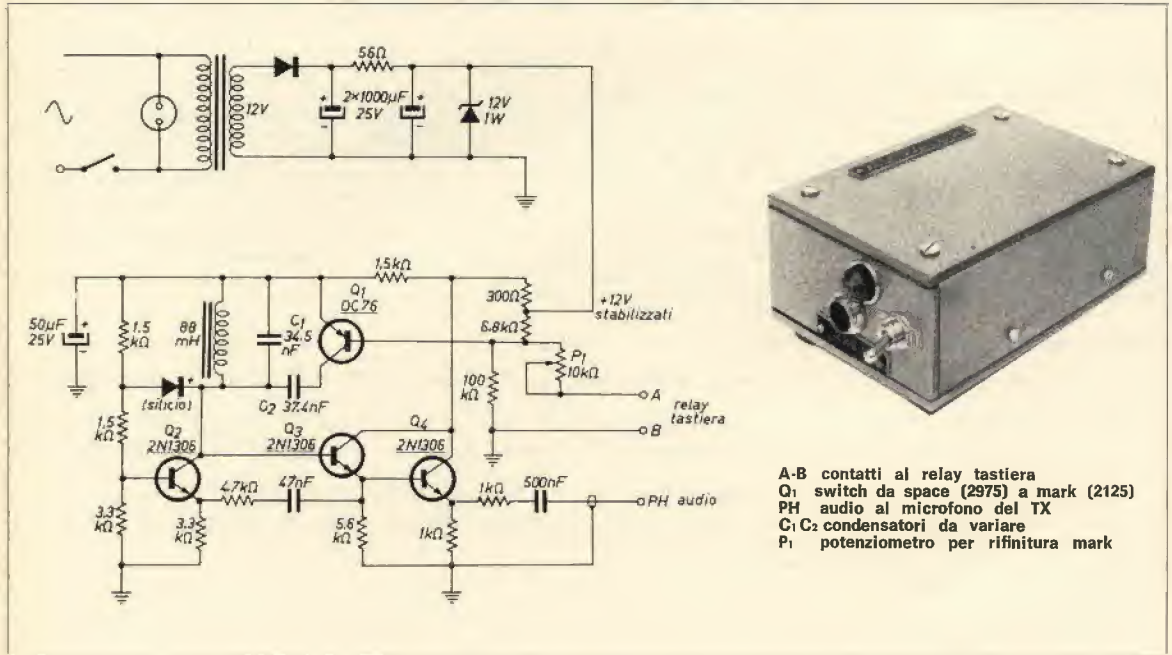 56Ω
12V
2×1000µF
25V
12V
1W
1.5kΩ
Q1
OC76
300Ω
+12V
stabilizzati
6.8kΩ
50µF
25V
1.5
kΩ
88
mH
C1
34.5
nF
P1
10kΩ
100
kΩ
A
relay
tastiera
B
(silicio)
C2 37.4nF
1.5
kΩ
Q2
2N1306
Q3
2N1306
Q4
2N1306
4.7kΩ
47nF
1kΩ
500nF
PH audio
3.3
kΩ
3.3
kΩ
5.6
kΩ
1kΩ
A-B contatti al relay tastiera
Q1 switch da space (2975) a mark (2125)
PH audio al microfono del TX
C1 C2 condensatori da variare
P1 potenziometro per rifinitura mark